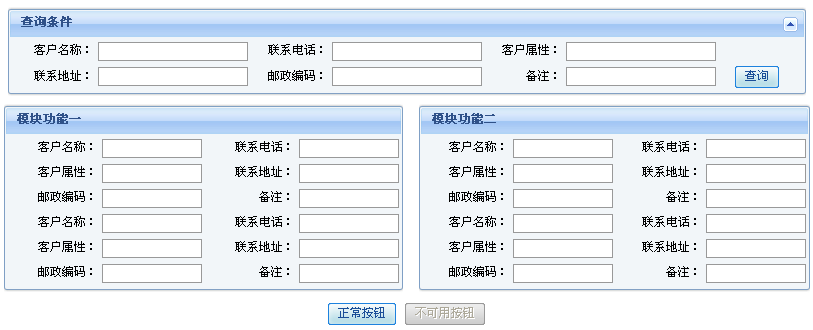 查询条件
客户名称： 联系电话： 客户属性：
联系地址： 邮政编码： 备注： 查询
模块功能一
客户名称： 联系电话：
客户属性： 联系地址：
邮政编码： 备注：
客户名称： 联系电话：
客户属性： 联系地址：
邮政编码： 备注：
模块功能二
客户名称： 联系电话：
客户属性： 联系地址：
邮政编码： 备注：
客户名称： 联系电话：
客户属性： 联系地址：
邮政编码： 备注：
正常按钮 不可用按钮